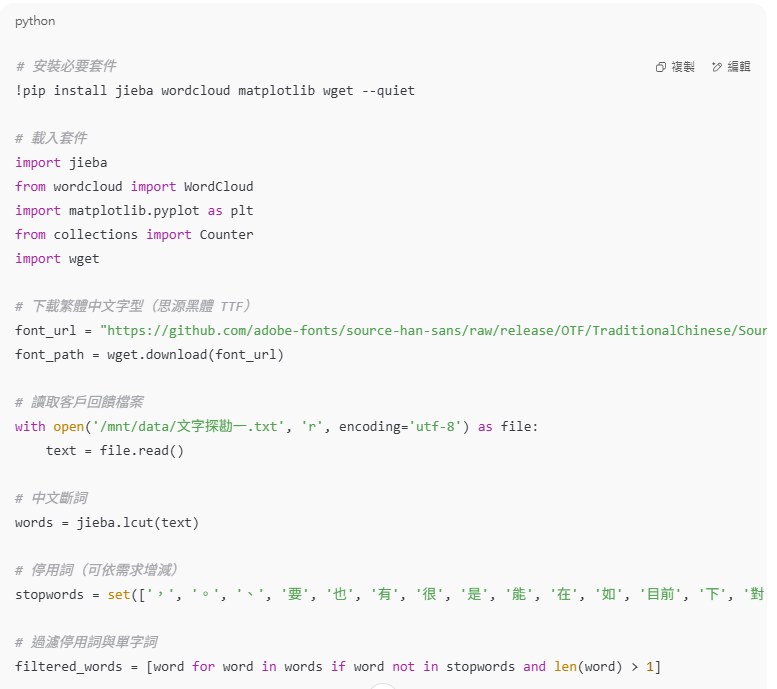 python
複製 編輯
# 安裝必要套件
!pip install jieba wordcloud matplotlib wget --quiet
# 載入套件
import jieba
from wordcloud import WordCloud
import matplotlib.pyplot as plt
from collections import Counter
import wget
# 下載繁體中文字型（思源黑體 TTF）
font_url = "https://github.com/adobe-fonts/source-han-sans/raw/release/OTF/TraditionalChinese/Sour
font_path = wget.download(font_url)
# 讀取客戶回饋檔案
with open('/mnt/data/文字探勘一.txt', 'r', encoding='utf-8') as file:
    text = file.read()
# 中文斷詞
words = jieba.lcut(text)
# 停用詞（可依需求增減）
stopwords = set(['，', '。', '、', '要', '也', '有', '很', '是', '能', '在', '如', '目前', '下', '對
# 過濾停用詞與單字詞
filtered_words = [word for word in words if word not in stopwords and len(word) > 1]